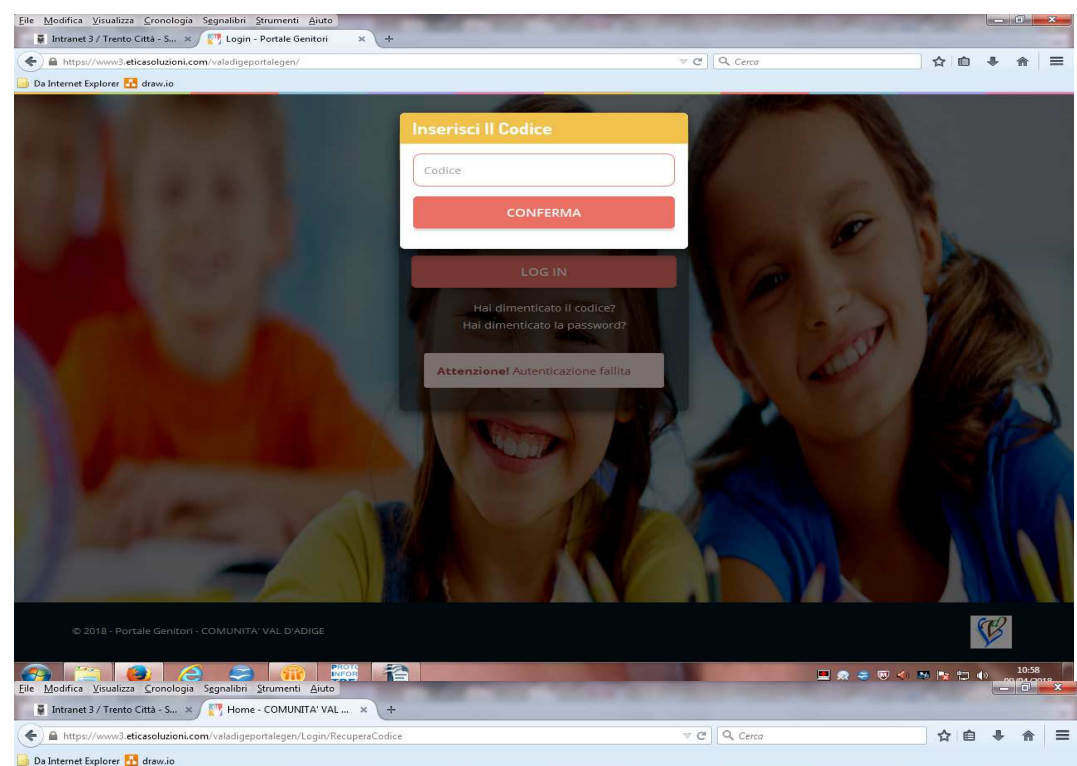 File Modifica Visualizza Cronologia Segnalibri Strumenti Aiuto
Intranet 3 / Trento Città - S... × Login - Portale Genitori × +
https://www3.eticasoluzioni.com/valadigeportalegen/ Cerca
Da Internet Explorer draw.io
Inserisci Il Codice
Codice
CONFERMA
LOG IN
Hai dimenticato il codice?
Hai dimenticato la password?
Attenzione! Autenticazione fallita
© 2018 - Portale Genitori - COMUNITA' VAL D'ADIGE
PROTO
INFOR
10:58
File Modifica Visualizza Cronologia Segnalibri Strumenti Aiuto
Intranet 3 / Trento Città - S... × Home - COMUNITA' VAL ... × +
https://www3.eticasoluzioni.com/valadigeportalegen/Login/RecuperaCodice Cerca
Da Internet Explorer draw.io